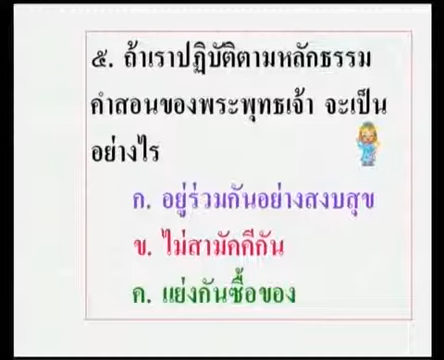 ๕. ถ้าเราปฏิบัติตามหลักธรรม
คำสอนของพระพุทธเจ้า จะเป็น
อย่างไร
ก. อยู่ร่วมกันอย่างสงบสุข
ข. ไม่สามัคคีกัน
ค. แย่งกันซื้อของ